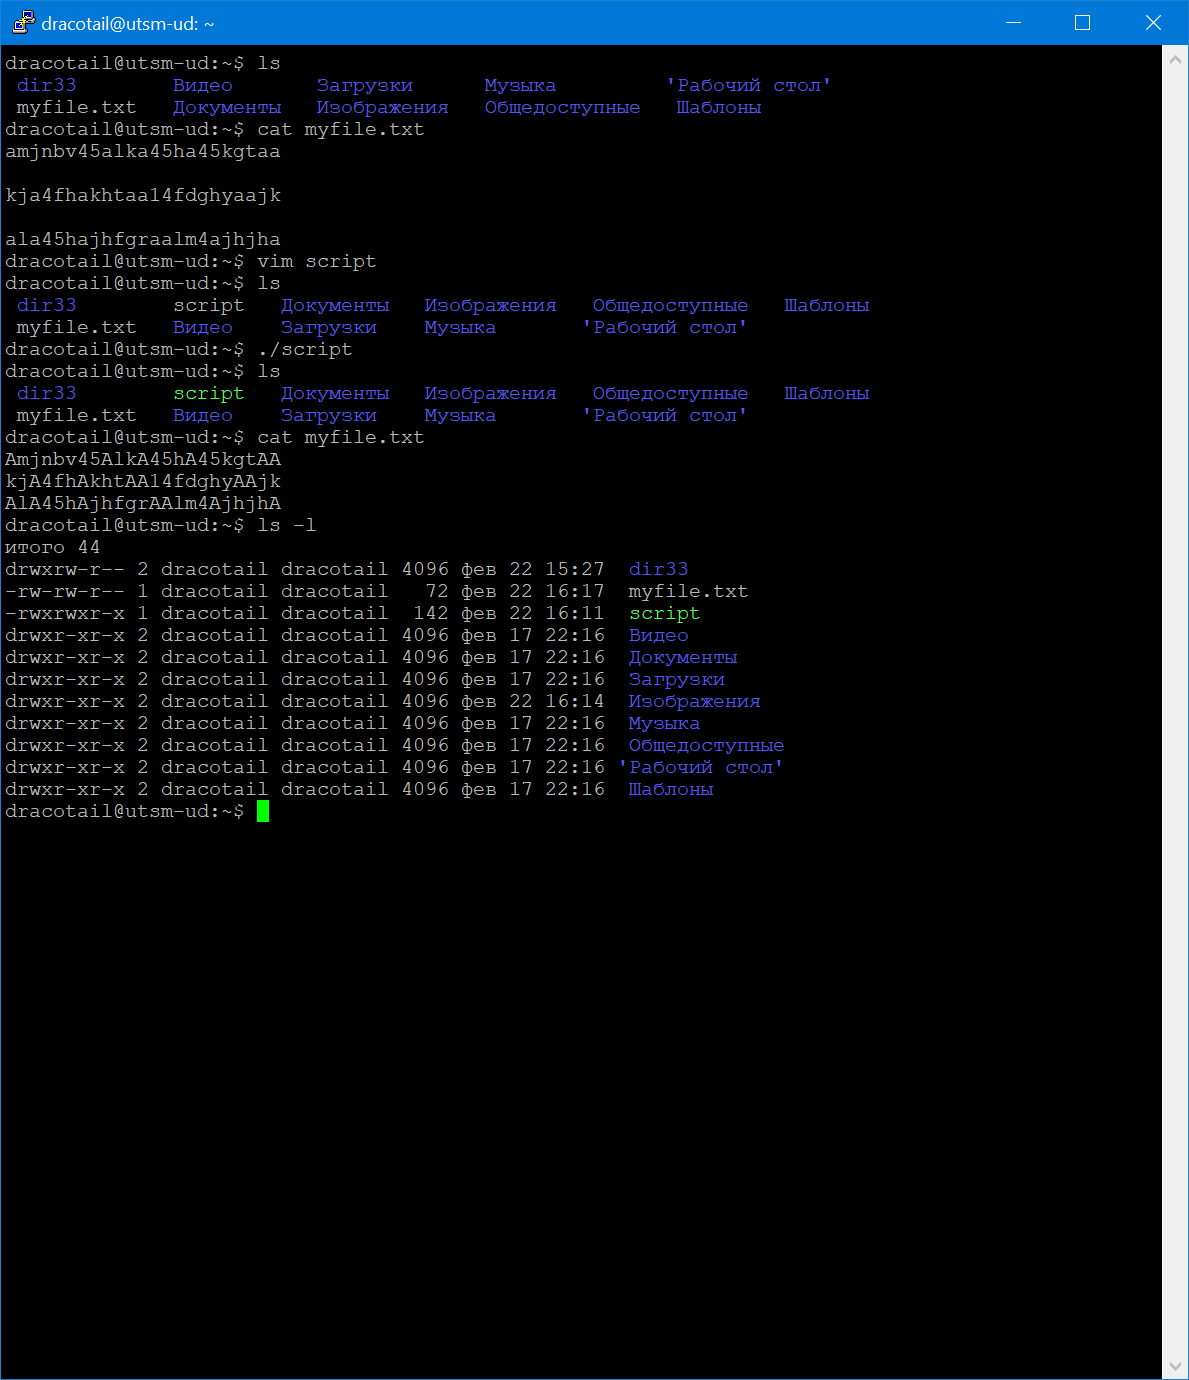 dracotail@utsm-ud: ~
dracotail@utsm-ud:~$ ls
 dir33        Видео       Загрузки      Музыка         'Рабочий стол'
 myfile.txt   Документы   Изображения   Общедоступные   Шаблоны
dracotail@utsm-ud:~$ cat myfile.txt
amjnbv45alka45ha45kgtaa

kja4fhakhtaa14fdghyaajk

ala45hajhfgraalm4ajhjha
dracotail@utsm-ud:~$ vim script
dracotail@utsm-ud:~$ ls
 dir33        script   Документы   Изображения   Общедоступные   Шаблоны
 myfile.txt   Видео    Загрузки    Музыка       'Рабочий стол'
dracotail@utsm-ud:~$ ./script
dracotail@utsm-ud:~$ ls
 dir33        script   Документы   Изображения   Общедоступные   Шаблоны
 myfile.txt   Видео    Загрузки    Музыка       'Рабочий стол'
dracotail@utsm-ud:~$ cat myfile.txt
Amjnbv45AlkA45hA45kgtAA
kjA4fhAkhtAA14fdghyAAjk
AlA45hAjhfgrAAlm4AjhjhA
dracotail@utsm-ud:~$ ls -l
итого 44
drwxrw-r-- 2 dracotail dracotail 4096 фев 22 15:27  dir33
-rw-rw-r-- 1 dracotail dracotail   72 фев 22 16:17  myfile.txt
-rwxrwxr-x 1 dracotail dracotail  142 фев 22 16:11  script
drwxr-xr-x 2 dracotail dracotail 4096 фев 17 22:16  Видео
drwxr-xr-x 2 dracotail dracotail 4096 фев 17 22:16  Документы
drwxr-xr-x 2 dracotail dracotail 4096 фев 17 22:16  Загрузки
drwxr-xr-x 2 dracotail dracotail 4096 фев 22 16:14  Изображения
drwxr-xr-x 2 dracotail dracotail 4096 фев 17 22:16  Музыка
drwxr-xr-x 2 dracotail dracotail 4096 фев 17 22:16  Общедоступные
drwxr-xr-x 2 dracotail dracotail 4096 фев 17 22:16 'Рабочий стол'
drwxr-xr-x 2 dracotail dracotail 4096 фев 17 22:16  Шаблоны
dracotail@utsm-ud:~$